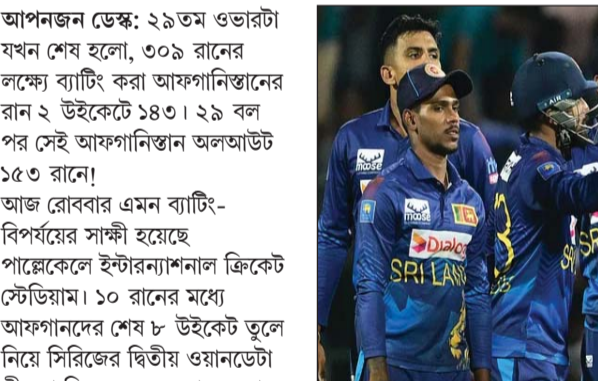 আপনজন ডেস্ক: ২৯তম ওভারটা
যখন শেষ হলো, ৩০৯ রানের
লক্ষ্যে ব্যাটিং করা আফগানিস্তানের
রান ২ উইকেটে ১৪৩। ২৯ বল
পর সেই আফগানিস্তান অলআউট
১৫৩ রানে!
আজ রোববার এমন ব্যাটিং-
বিপর্যয়ের সাক্ষী হয়েছে
পাল্লেকেলে ইন্টারন্যাশনাল ক্রিকেট
স্টেডিয়াম। ১০ রানের মধ্যে
আফগানদের শেষ ৮ উইকেট তুলে
নিয়ে সিরিজের দ্বিতীয় ওয়ানডেটা
moose
moose
Dialog
SRI LAN
AIR